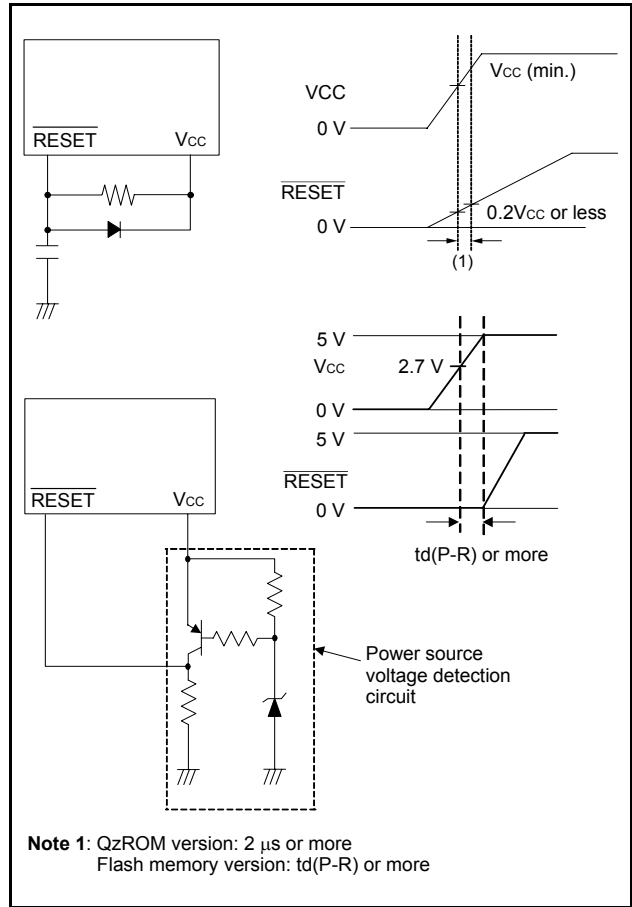 RESET
Vcc
VCC
0 V
Vcc (min.)
RESET
0 V
0.2Vcc or less
(1)
RESET
Vcc
5 V
Vcc
2.7 V
0 V
5 V
RESET
0 V
td(P-R) or more
Power source
voltage detection
circuit
Note 1: QzROM version: 2 μs or more
Flash memory version: td(P-R) or more